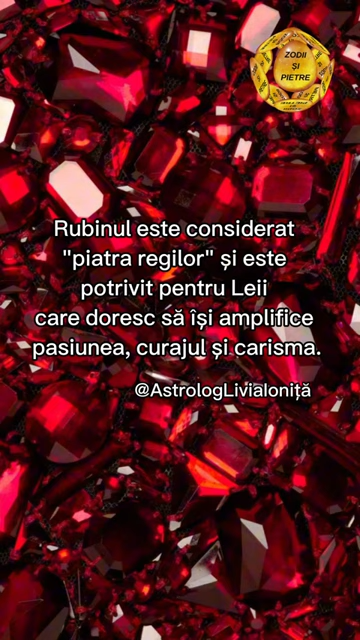 ZODII
ȘI
PIETRE
Rubinul este considerat
"piatra regilor" și este
potrivit pentru Leii
care doresc să își amplifice
pasiunea, curajul și carisma.
@AstrologLiviaIoniță